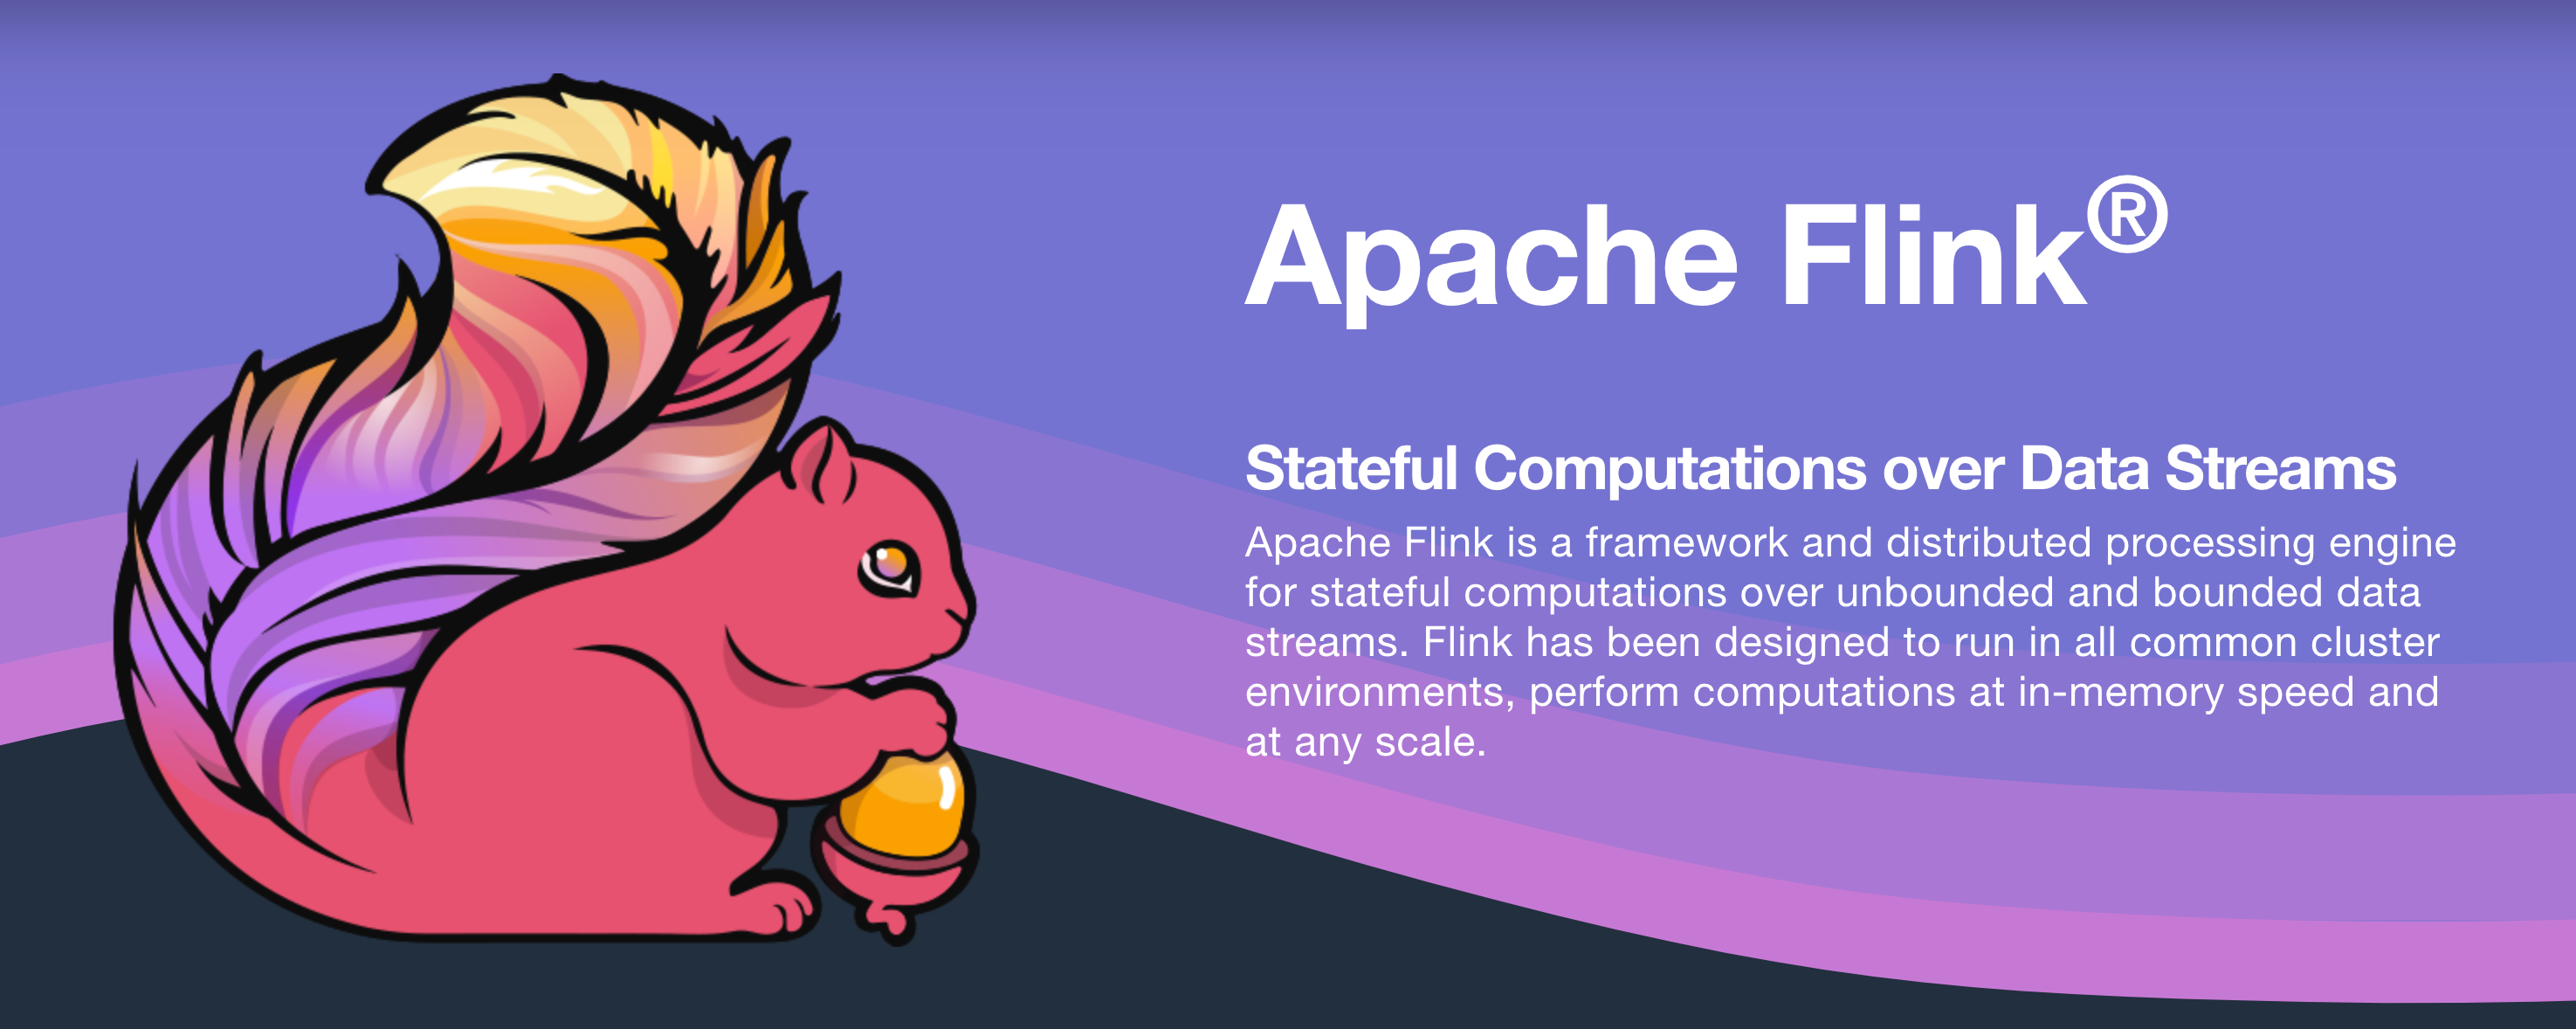 Apache Flink®
Stateful Computations over Data Streams
Apache Flink is a framework and distributed processing engine
for stateful computations over unbounded and bounded data
streams. Flink has been designed to run in all common cluster
environments, perform computations at in-memory speed and
at any scale.